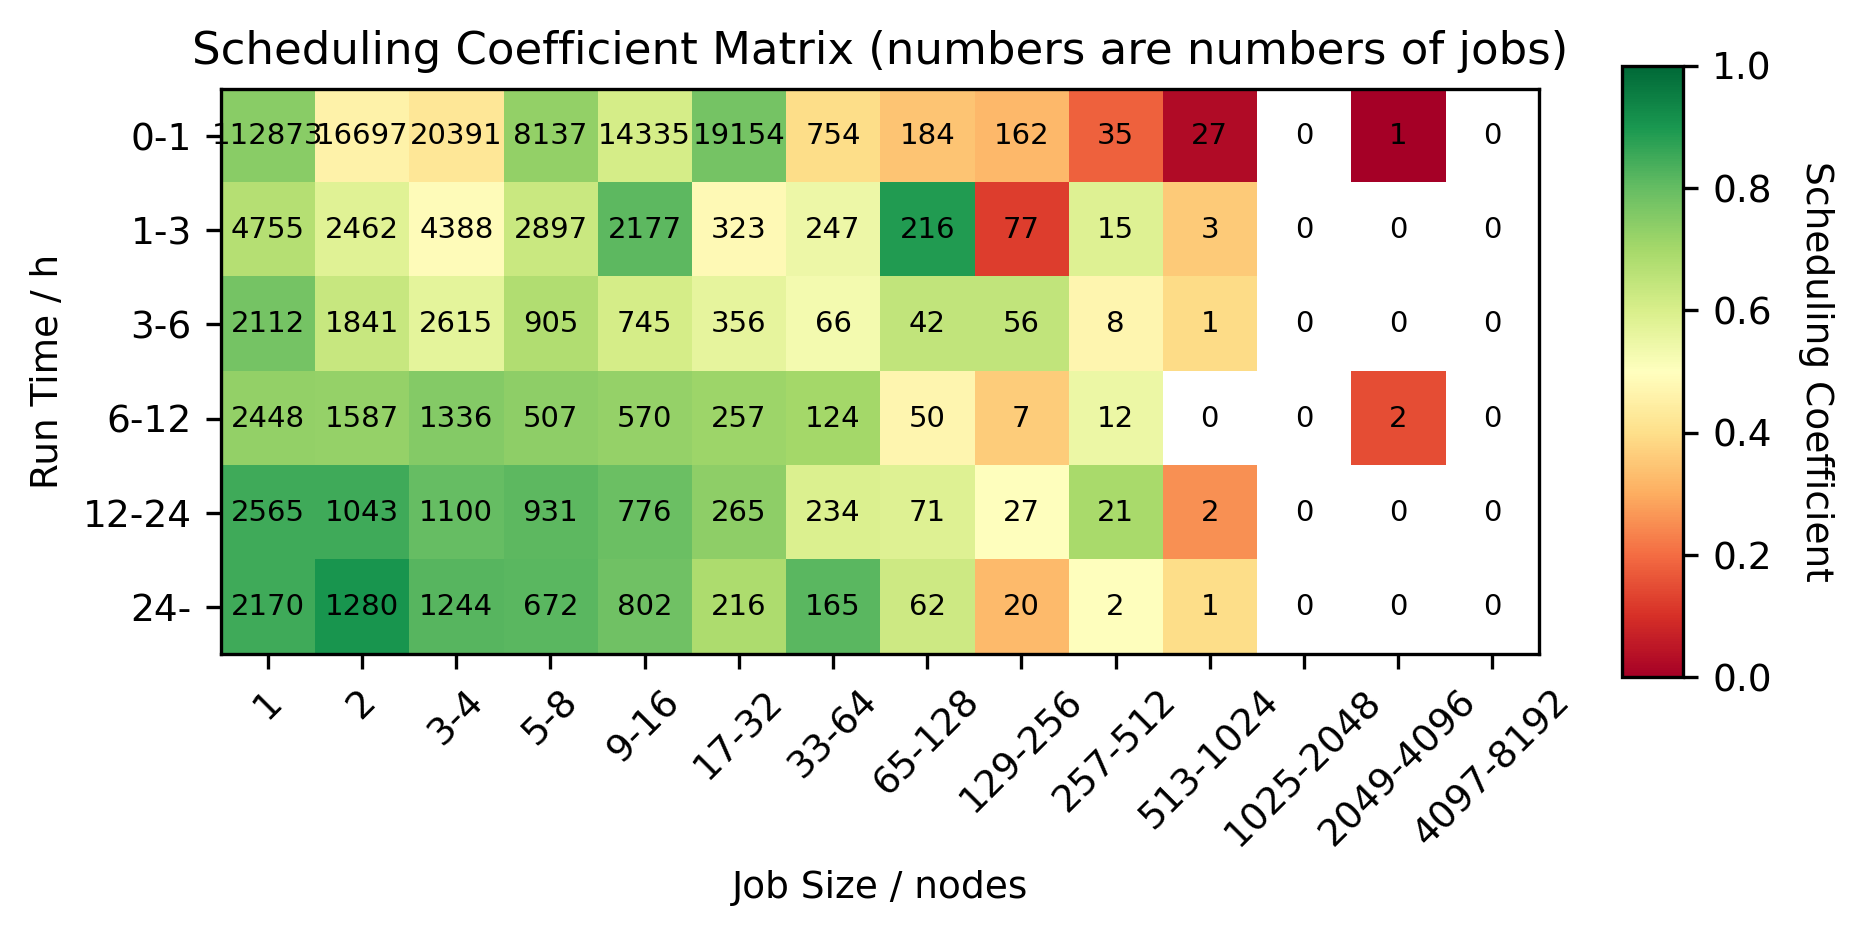 Scheduling Coefficient Matrix (numbers are numbers of jobs)
0-1 112873 16697 20391 8137 14335 19154 754 184 162 35 27 0 1 0
1-3 4755 2462 4388 2897 2177 323 247 216 77 15 3 0 0 0
3-6 2112 1841 2615 905 745 356 66 42 56 8 1 0 0 0
6-12 2448 1587 1336 507 570 257 124 50 7 12 0 0 2 0
12-24 2565 1043 1100 931 776 265 234 71 27 21 2 0 0 0
24- 2170 1280 1244 672 802 216 165 62 20 2 1 0 0 0
Run Time / h
1 2 3-4 5-8 9-16 17-32 33-64 65-128 129-256 257-512 513-1024 1025-2048 2049-4096 4097-8192
Job Size / nodes
1.0
0.8
0.6
0.4
0.2
0.0
Scheduling Coefficient